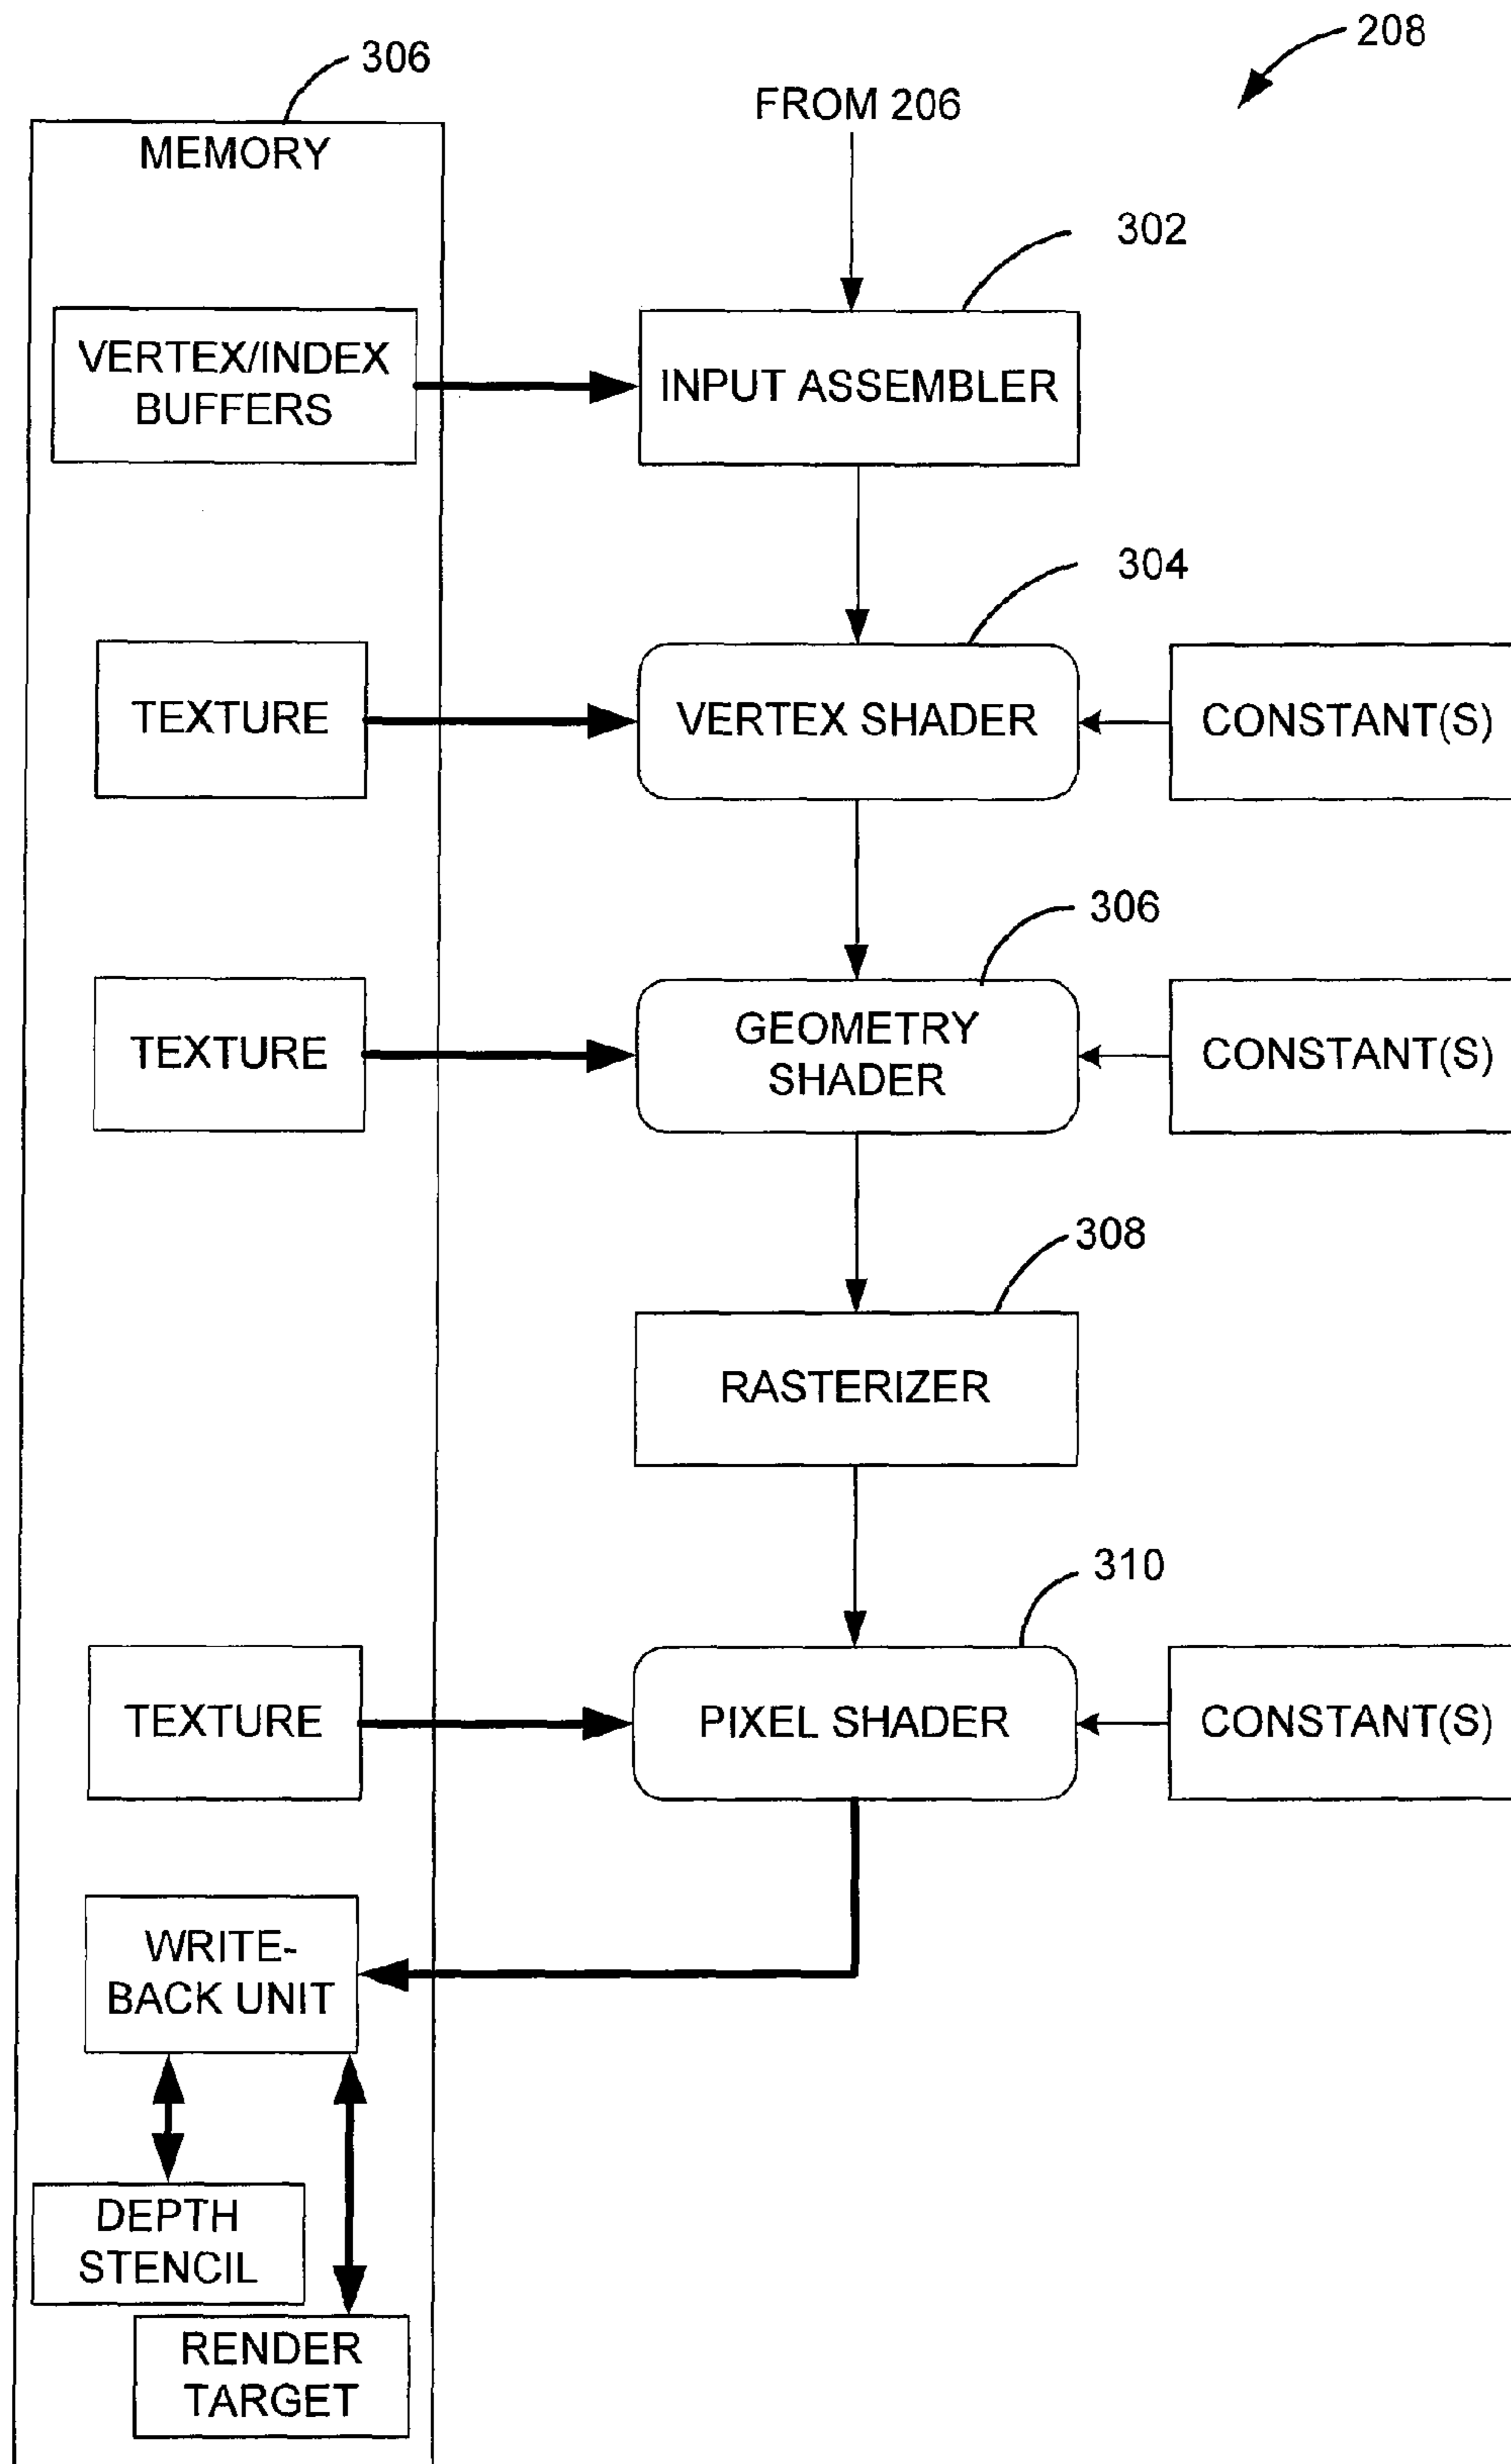 208
306
MEMORY
FROM 206
302
VERTEX/INDEX
BUFFERS
INPUT ASSEMBLER
304
TEXTURE
VERTEX SHADER
CONSTANT(S)
306
TEXTURE
GEOMETRY
SHADER
CONSTANT(S)
308
RASTERIZER
310
TEXTURE
PIXEL SHADER
CONSTANT(S)
WRITE-
BACK UNIT
DEPTH
STENCIL
RENDER
TARGET